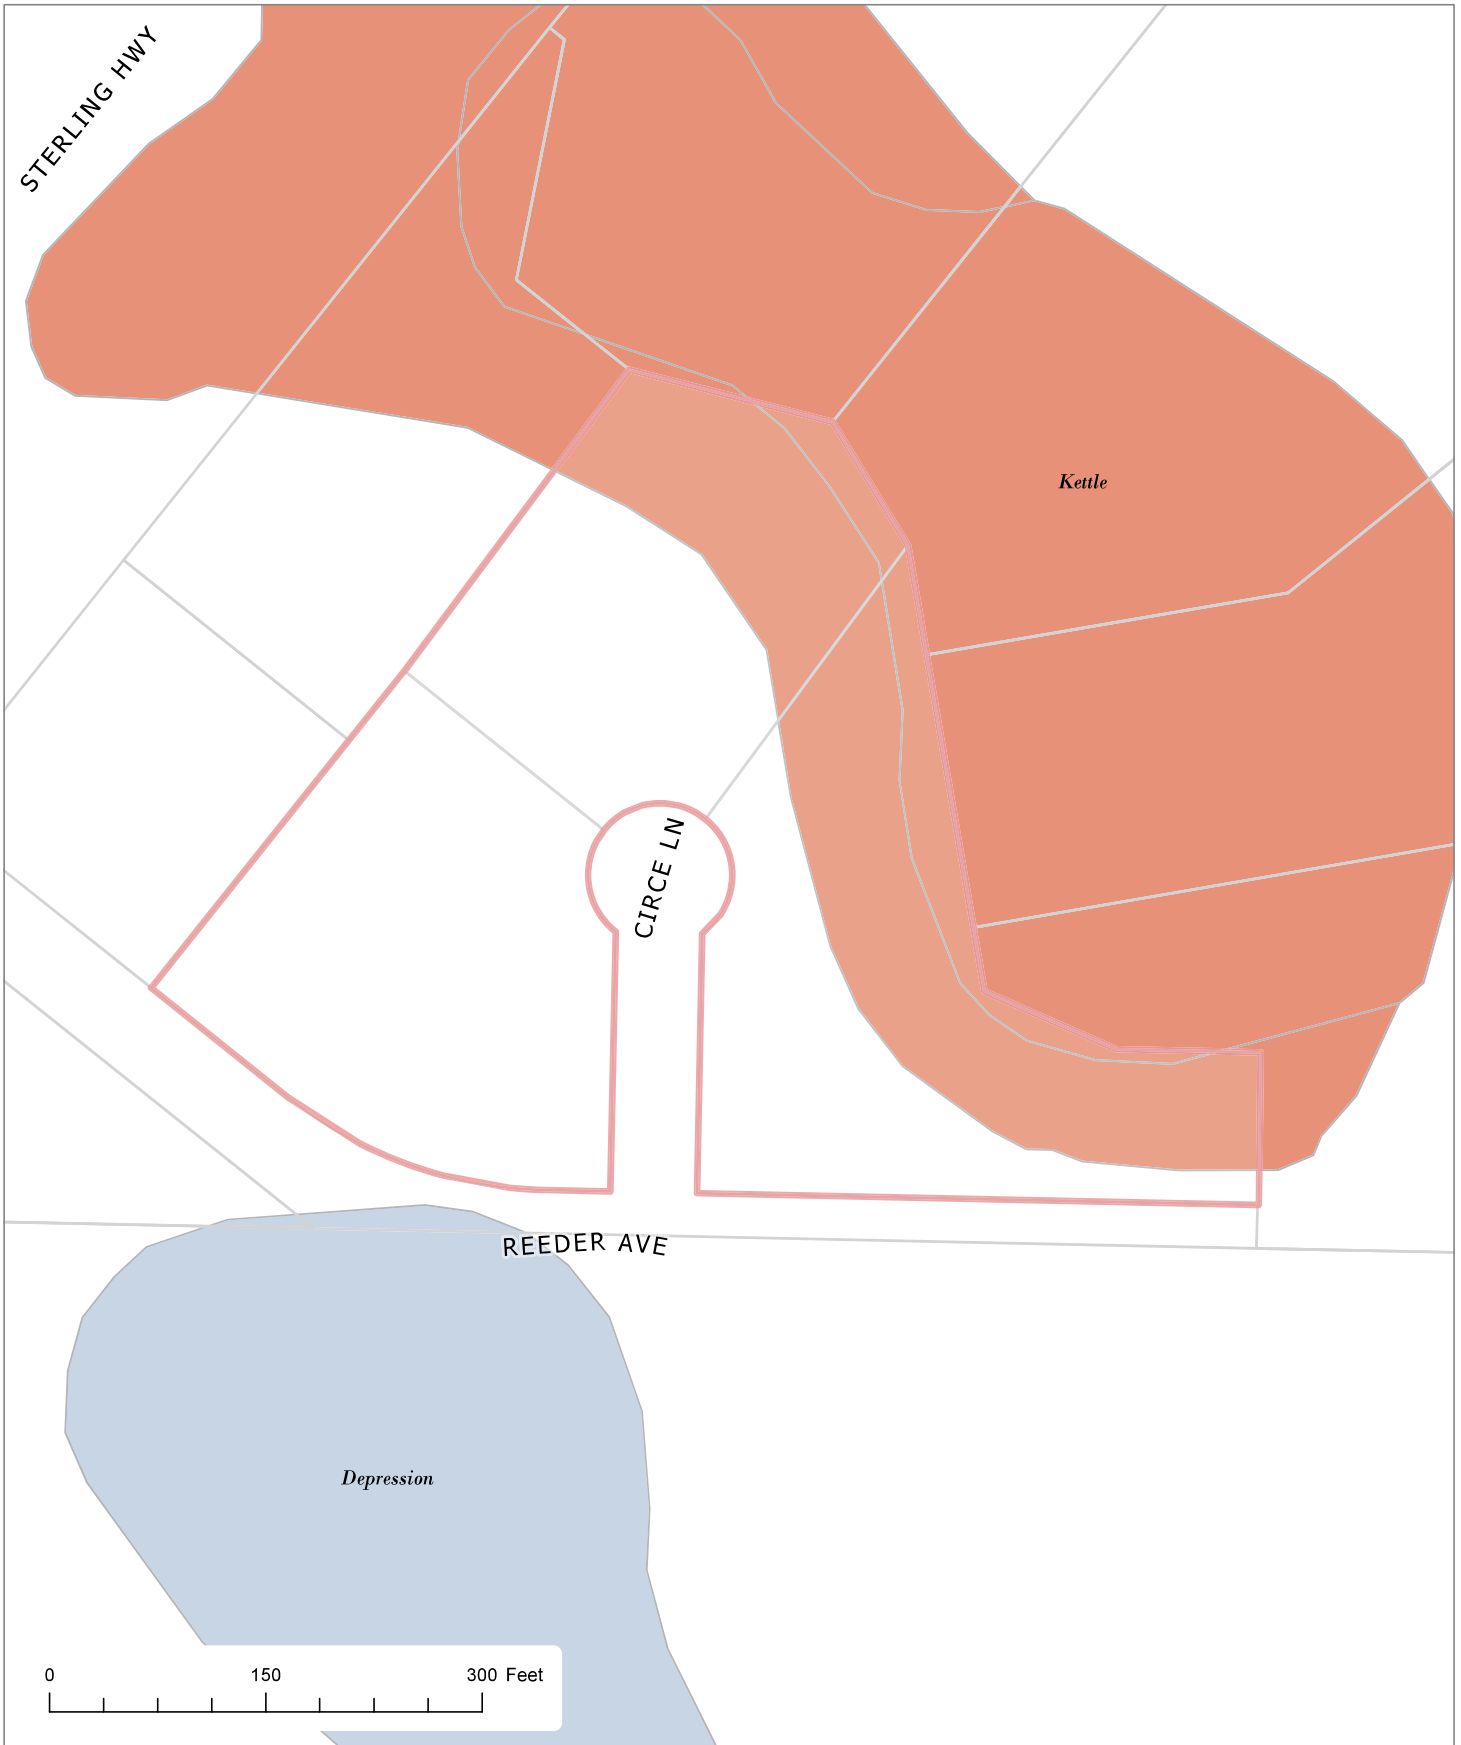 STERLING HWY
Kettle
CIRCE LN
REEDER AVE
Depression
0 150 300 Feet